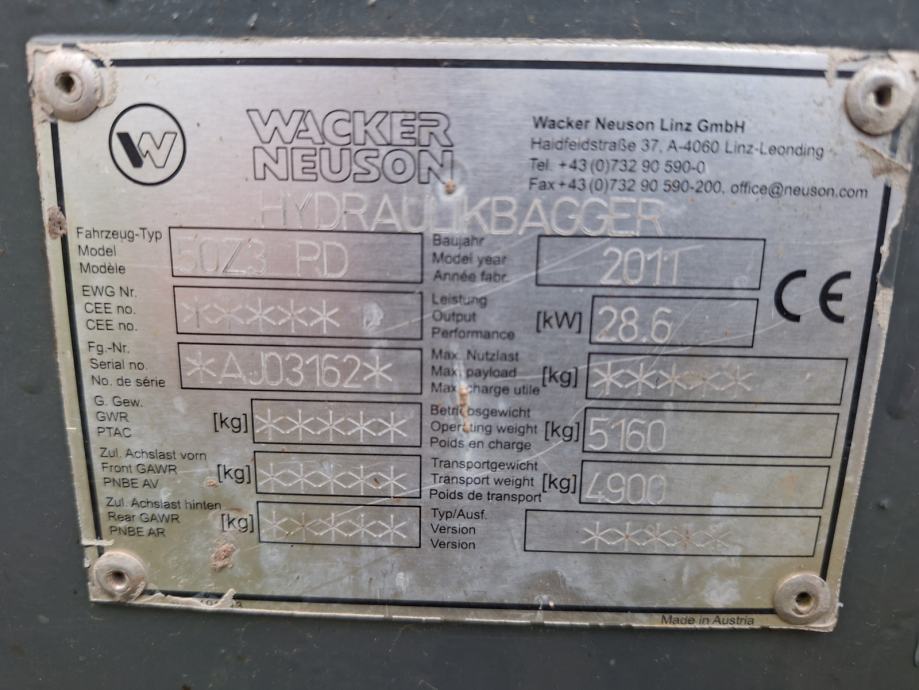 W
WACKER
NEUSON
Wacker Neuson Linz GmbH
Haidfeldstraße 37, A-4060 Linz-Leonding
Tel. +43(0)732 90 590-0
Fax+43(0)732 90 590-200, office@neuson.com
HYDRAULIKBAGGER
Fahrzeug-Typ
Model
Modèle
50Z3 RD
Baujahr
Model year
Année fabr.
2011
CE
EWG Nr.
CEE no.
CEE no.
*****
Leistung
Output
Performance
[kW]
28.6
Fg.-Nr.
Serial no.
No. de série
*AJ03162*
Max. Nutzlast
Max. payload
Max. charge utile
[kg]
*****
G. Gew.
GWR
PTAC
[kg]
*****
Betriebsgewicht
Operating weight
Poids en charge
[kg]
5160
Zul. Achslast vorn
Front GAWR
PNBE AV
[kg]
*****
Transportgewicht
Transport weight
Poids de transport
[kg]
4900
Zul. Achslast hinten
Rear GAWR
PNBE AR
[kg]
*****
Typ/Ausf.
Version
Version
*****
Made in Austria